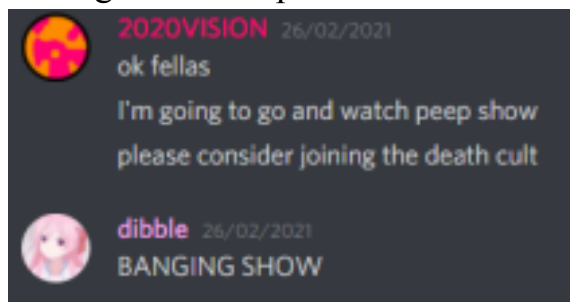 2020VISION 26/02/2021
ok fellas
I'm going to go and watch peep show
please consider joining the death cult
dibble 26/02/2021
BANGING SHOW